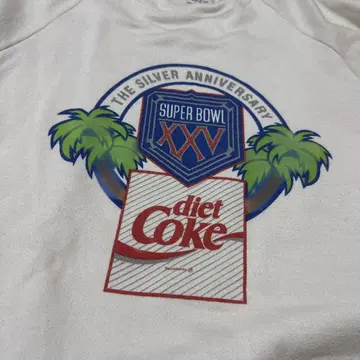 THE SILVER ANNIVERSARY
SUPER BOWL
XXV
diet
Coke